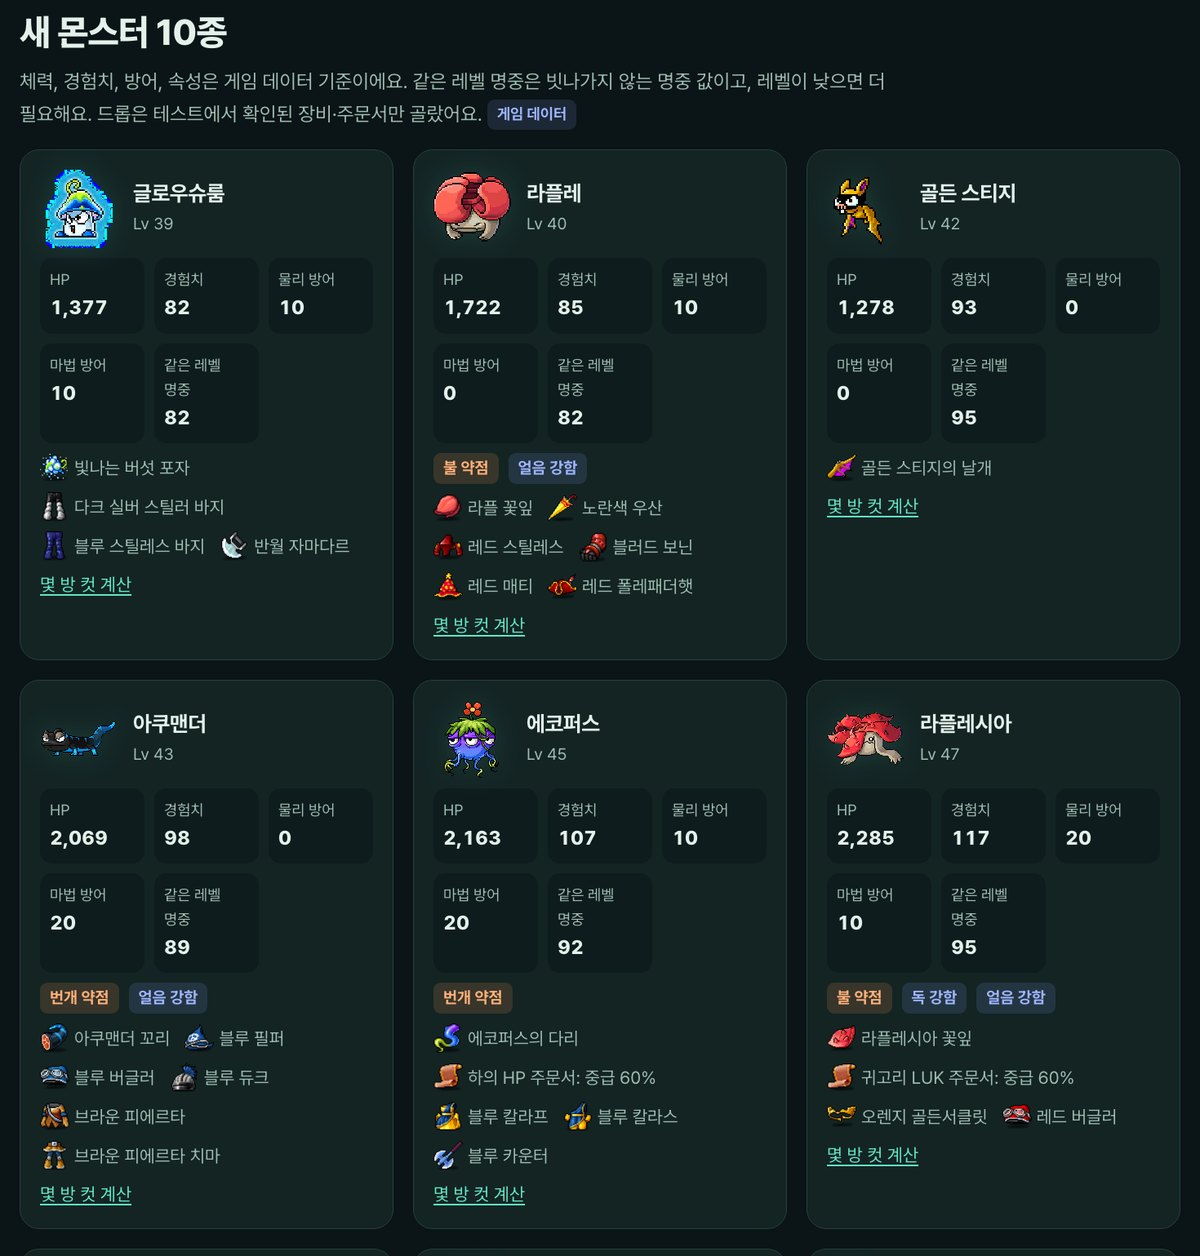 새 몬스터 10종
체력, 경험치, 방어, 속성은 게임 데이터 기준이에요. 같은 레벨 명중은 빗나가지 않는 명중 값이고, 레벨이 낮으면 더
필요해요. 드롭은 테스트에서 확인된 장비·주문서만 골랐어요. 게임 데이터
글로우슈룸
Lv 39
HP
1,377
경험치
82
물리 방어
10
마법 방어
10
같은 레벨
명중
82
빛나는 버섯 포자
다크 실버 스틸러 바지
블루 스틸레스 바지 반월 자마다르
몇 방 컷 계산
라플레
Lv 40
HP
1,722
경험치
85
물리 방어
10
마법 방어
0
같은 레벨
명중
82
불 약점 얼음 강함
라플 꽃잎 노란색 우산
레드 스틸레스 블러드 보닌
레드 매티 레드 폴레패더햇
몇 방 컷 계산
골든 스티지
Lv 42
HP
1,278
경험치
93
물리 방어
0
마법 방어
0
같은 레벨
명중
95
골든 스티지의 날개
몇 방 컷 계산
아쿠맨더
Lv 43
HP
2,069
경험치
98
물리 방어
0
마법 방어
20
같은 레벨
명중
89
번개 약점 얼음 강함
아쿠맨더 꼬리 블루 필퍼
블루 버글러 블루 듀크
브라운 피에르타
브라운 피에르타 치마
몇 방 컷 계산
에코퍼스
Lv 45
HP
2,163
경험치
107
물리 방어
10
마법 방어
20
같은 레벨
명중
92
번개 약점
에코퍼스의 다리
하의 HP 주문서: 중급 60%
블루 칼라프 블루 칼라스
블루 카운터
몇 방 컷 계산
라플레시아
Lv 47
HP
2,285
경험치
117
물리 방어
20
마법 방어
10
같은 레벨
명중
95
불 약점 독 강함 얼음 강함
라플레시아 꽃잎
귀고리 LUK 주문서: 중급 60%
오렌지 골든서클릿 레드 버글러
몇 방 컷 계산